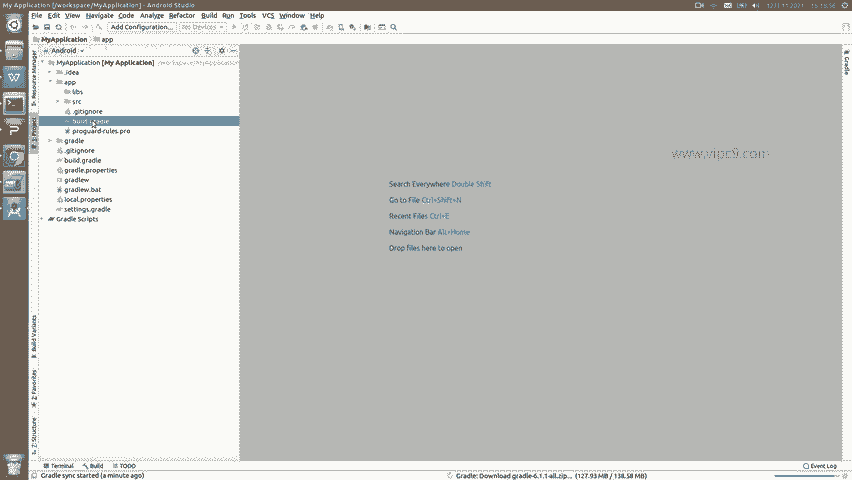 My Application [/workspace/MyApplication] - Android Studio
File Edit View Navigate Code Analyze Refactor Build Run Tools VCS Window Help
Add Configuration... No Devices
MyApplication app
Android
MyApplication [My Application] /workspace/MyApplication
.idea
app
libs
src
.gitignore
build.gradle
proguard-rules.pro
gradle
.gitignore
build.gradle
gradle.properties
gradlew
gradlew.bat
local.properties
settings.gradle
Gradle Scripts
Resource Manager
1: Project
Build Variants
2: Favorites
Z: Structure
Search Everywhere Double Shift
Go to File Ctrl+Shift+N
Recent Files Ctrl+E
Navigation Bar Alt+Home
Drop files here to open
Gradle
Terminal Build TODO
Event Log
Gradle sync started (a minute ago)
Gradle: Download gradle-6.1.1-all.zip... (127.93 MB / 138.58 MB)